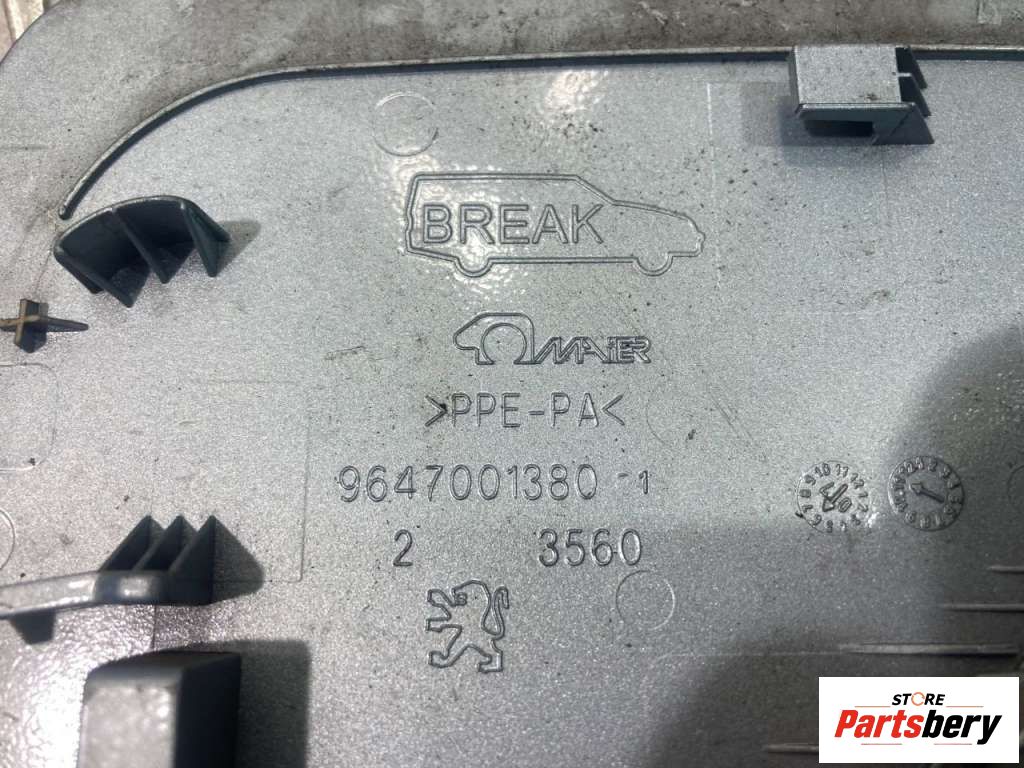 BREAK
MAIER
>PPE-PA<
9647001380-1
2 3560
STORE
Partsbery